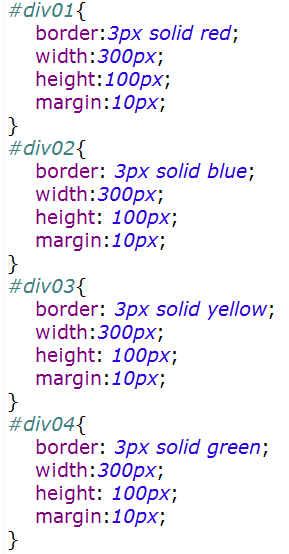 #div01{
border:3px solid red;
width:300px;
height:100px;
margin:10px;
}
#div02{
border: 3px solid blue;
width:300px;
height: 100px;
margin:10px;
}
#div03{
border: 3px solid yellow;
width:300px;
height: 100px;
margin:10px;
}
#div04{
border: 3px solid green;
width:300px;
height: 100px;
margin:10px;
}